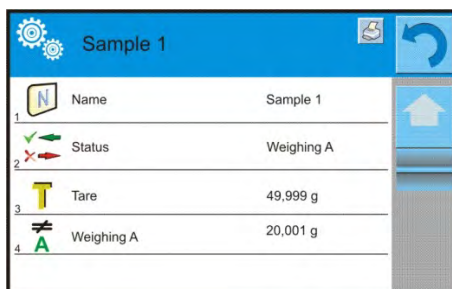 Sample 1
N
1 Name Sample 1
2 Status Weighing A
T
3 Tare 49,999 g
≠
A
4 Weighing A 20,001 g